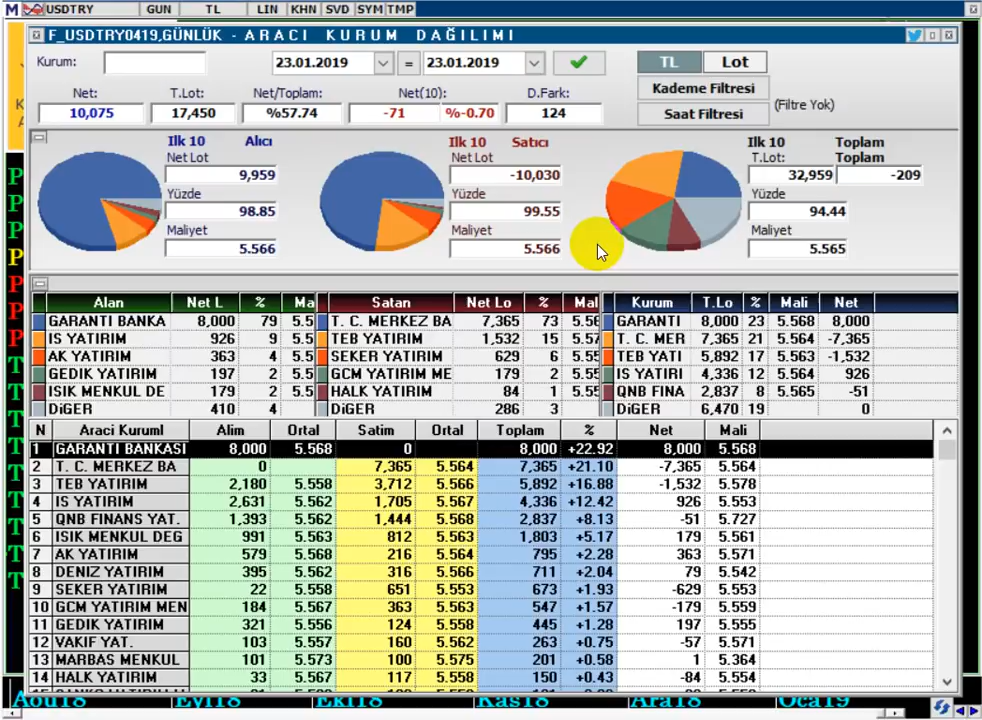 M USDTRY GUN TL LIN KHN SVD SYM TMP
F_USDTRY0419,GÜNLÜK - ARACI KURUM DAĞILIMI
Kurum: 23.01.2019 = 23.01.2019 TL Lot
Kademe Filtresi
Net: T.Lot: Net/Toplam: Net(10): D.Fark: (Filtre Yok)
10,075 17,450 %57.74 -71 %-0.70 124 Saat Filtresi
Ilk 10 Alıcı Ilk 10 Satıcı Ilk 10 Toplam
Net Lot Net Lot T.Lot: Toplam
9,959 -10,030 32,959 -209
Yüzde Yüzde Yüzde
98.85 99.55 94.44
Maliyet Maliyet Maliyet
5.566 5.566 5.565
Alan Net L % Ma Satan Net Lo % Mal Kurum T.Lo % Mali Net
GARANTI BANKA 8,000 79 5.5 T. C. MERKEZ BA 7,365 73 5.56 GARANTI 8,000 23 5.568 8,000
IS YATIRIM 926 9 5.5 TEB YATIRIM 1,532 15 5.57 T. C. MER 7,365 21 5.564 -7,365
AK YATIRIM 363 4 5.5 SEKER YATIRIM 629 6 5.55 TEB YATI 5,892 17 5.563 -1,532
GEDIK YATIRIM 197 2 5.5 GCM YATIRIM ME 179 2 5.55 IS YATIRI 4,336 12 5.564 926
ISIK MENKUL DE 179 2 5.5 HALK YATIRIM 84 1 5.55 QNB FINA 2,837 8 5.565 -51
DiGER 410 4 DiGER 286 3 DiGER 6,470 19 0
N Araci Kuruml Alim Ortal Satim Ortal Toplam % Net Mali
1 GARANTI BANKASI 8,000 5.568 0 8,000 +22.92 8,000 5.568
2 T. C. MERKEZ BA 0 7,365 5.564 7,365 +21.10 -7,365 5.564
3 TEB YATIRIM 2,180 5.558 3,712 5.566 5,892 +16.88 -1,532 5.578
4 IS YATIRIM 2,631 5.562 1,705 5.567 4,336 +12.42 926 5.553
5 QNB FINANS YAT. 1,393 5.562 1,444 5.568 2,837 +8.13 -51 5.727
6 ISIK MENKUL DEG 991 5.563 812 5.563 1,803 +5.17 179 5.561
7 AK YATIRIM 579 5.568 216 5.564 795 +2.28 363 5.571
8 DENIZ YATIRIM 395 5.562 316 5.566 711 +2.04 79 5.542
9 SEKER YATIRIM 22 5.558 651 5.553 673 +1.93 -629 5.553
10 GCM YATIRIM MEN 184 5.567 363 5.563 547 +1.57 -179 5.559
11 GEDIK YATIRIM 321 5.556 124 5.558 445 +1.28 197 5.555
12 VAKIF YAT. 103 5.557 160 5.562 263 +0.75 -57 5.571
13 MARBAS MENKUL 101 5.573 100 5.575 201 +0.58 1 5.364
14 HALK YATIRIM 33 5.567 117 5.558 150 +0.43 -84 5.554
Agu18 Eyl18 Eki18 Kas18 Ara18 Oca19